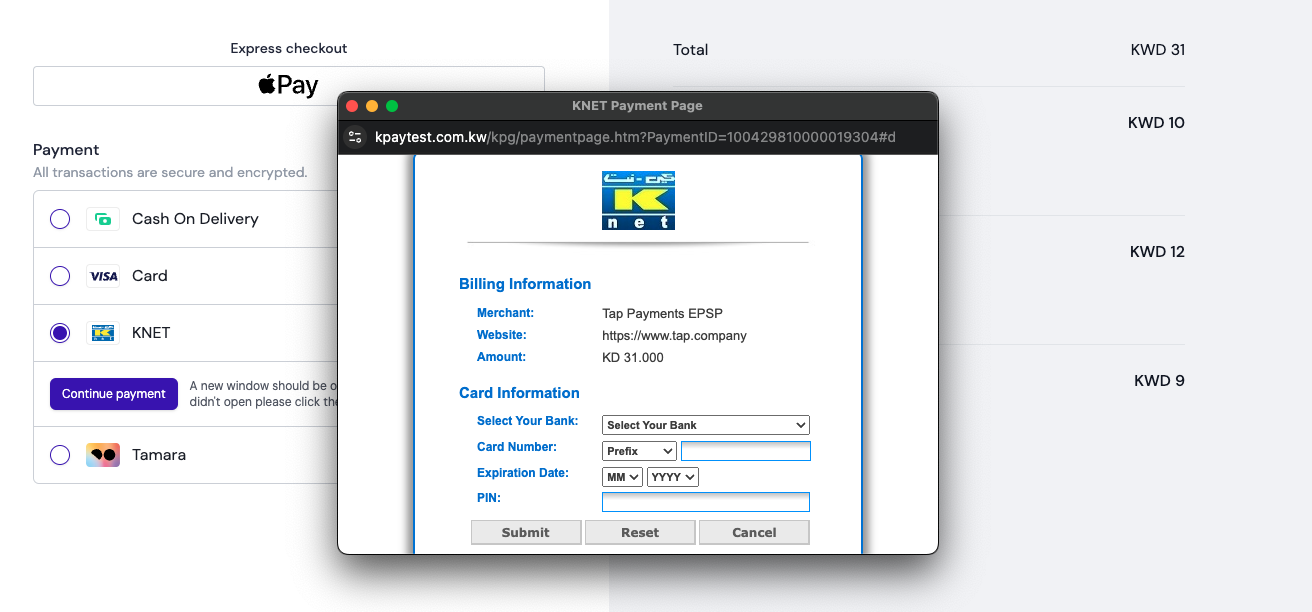 Express checkout
Pay
Payment
All transactions are secure and encrypted.
Cash On Delivery
VISA Card
KNET
Continue payment
A new window should be o
didn't open please click the
Tamara
Total KWD 31
KWD 10
KWD 12
KWD 9
KNET Payment Page
kpaytest.com.kw/kpg/paymentpage.htm?PaymentID=100429810000019304#d
كي-نت
K
net
Billing Information
Merchant: Tap Payments EPSP
Website: https://www.tap.company
Amount: KD 31.000
Card Information
Select Your Bank: Select Your Bank
Card Number: Prefix
Expiration Date: MM YYYY
PIN:
Submit Reset Cancel